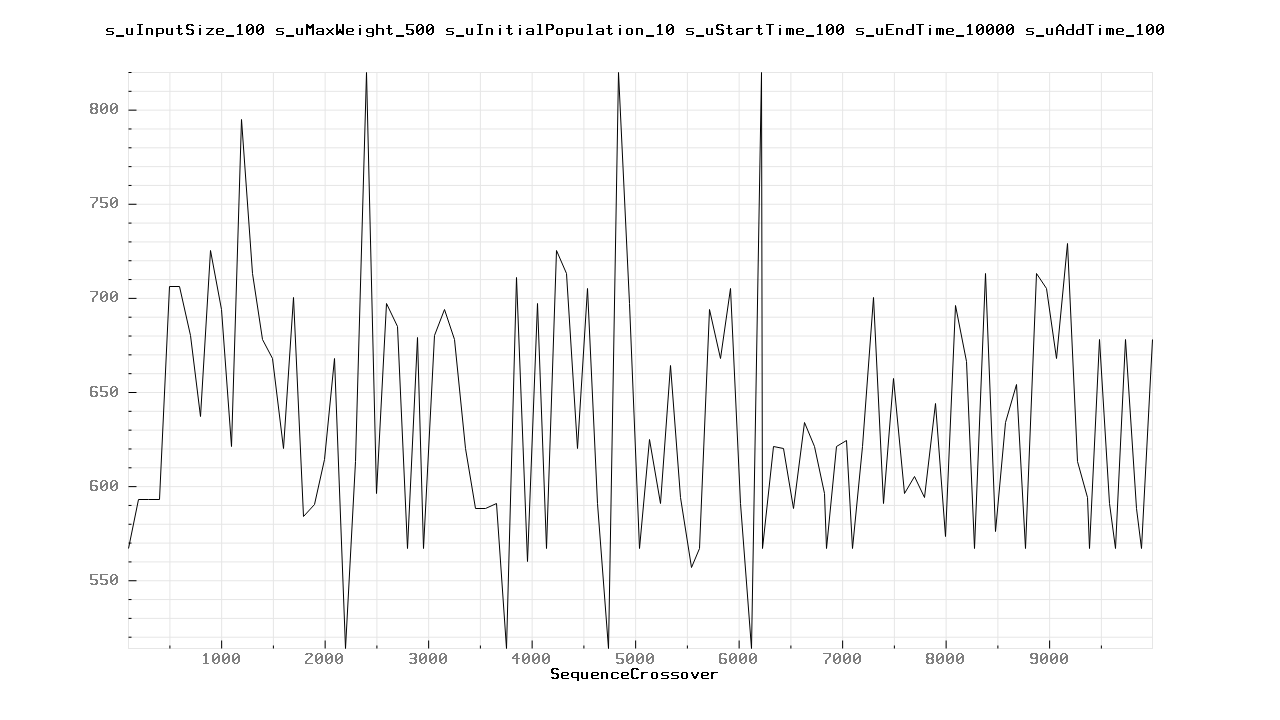 s_uInputSize_100 s_uMaxWeight_500 s_uInitialPopulation_10 s_uStartTime_100 s_uEndTime_10000 s_uAddTime_100
800
750
700
650
600
550
1000 2000 3000 4000 5000 6000 7000 8000 9000
SequenceCrossover